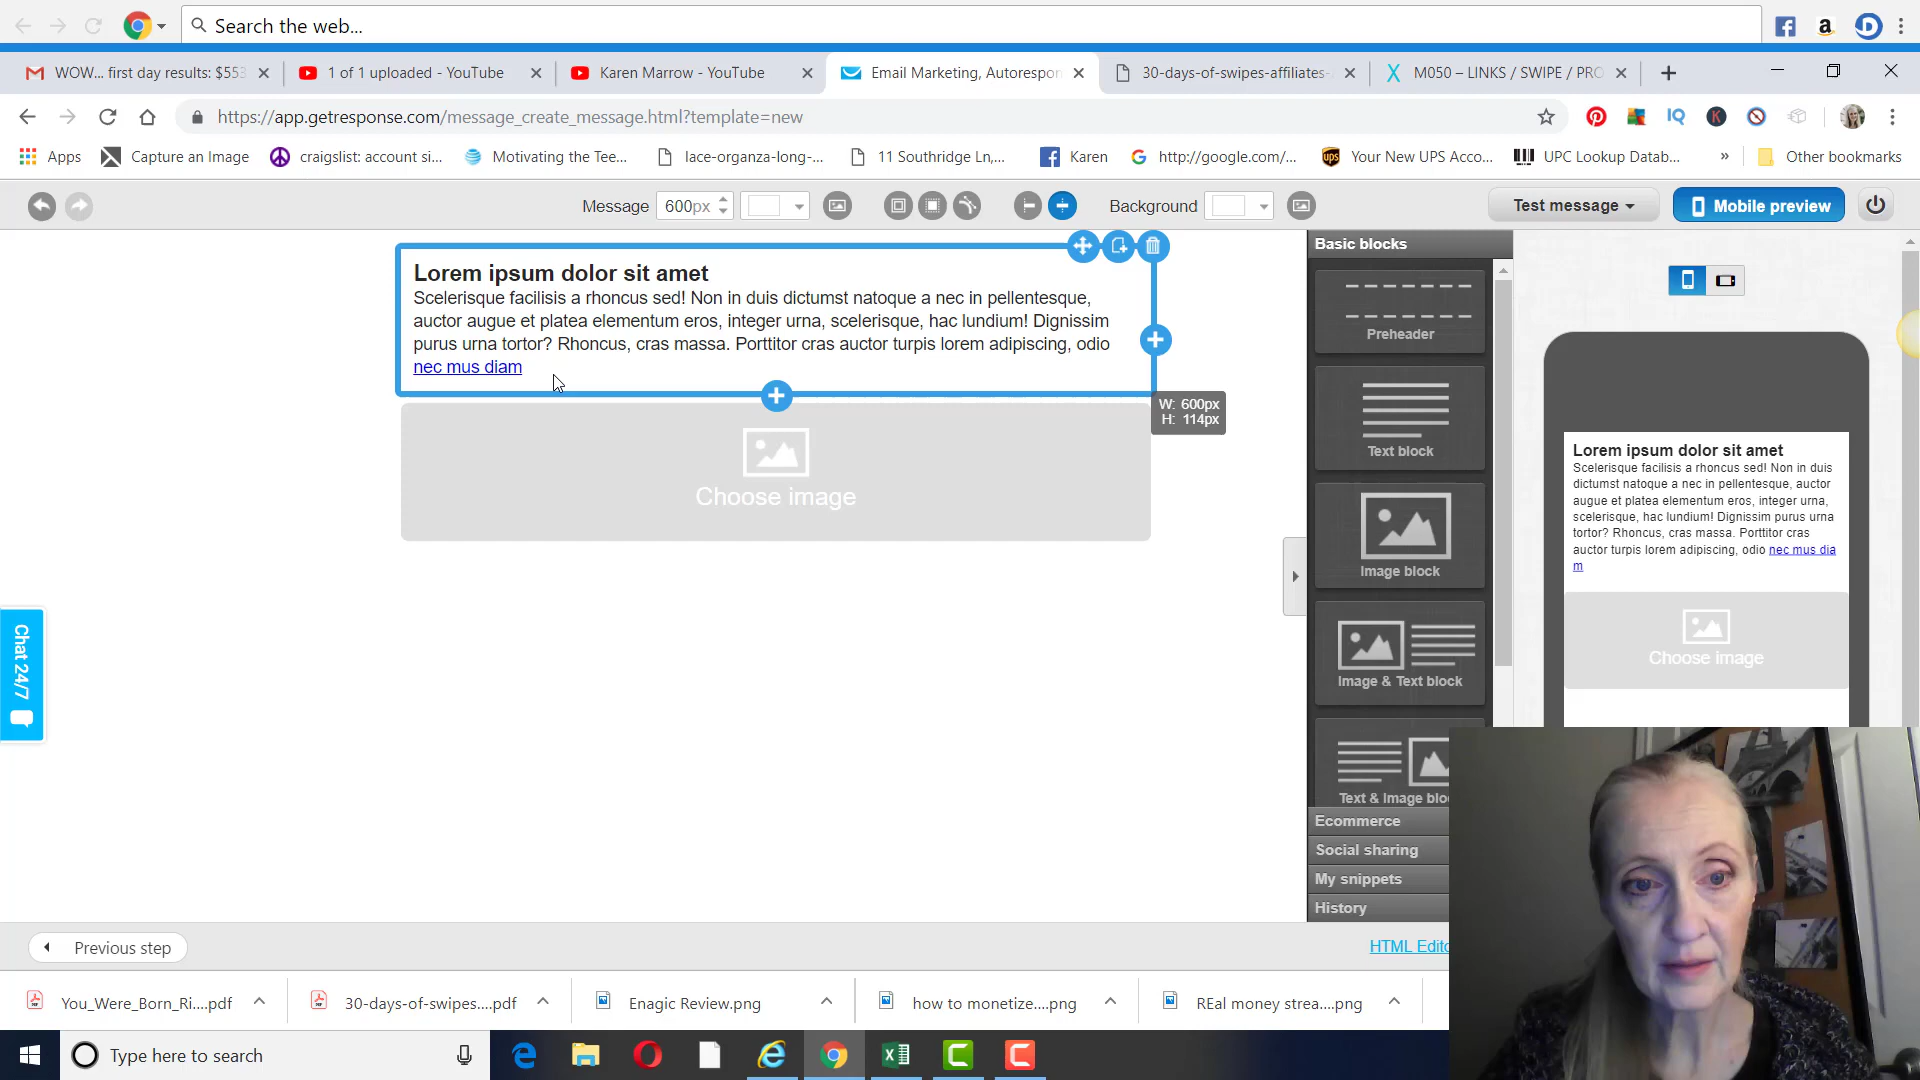 Search the web...
WOW... first day results: $553
1 of 1 uploaded - YouTube
Karen Marrow - YouTube
Email Marketing, Autorespon
30-days-of-swipes-affiliates-
M050 – LINKS / SWIPE / PRO
https://app.getresponse.com/message_create_message.html?template=new
Apps
Capture an Image
craigslist: account si...
Motivating the Tee...
lace-organza-long-...
11 Southridge Ln,...
Karen
http://google.com/...
Your New UPS Acco...
UPC Lookup Datab...
Other bookmarks
Message
600px
Background
Test message
Mobile preview
Lorem ipsum dolor sit amet
Scelerisque facilisis a rhoncus sed! Non in duis dictumst natoque a nec in pellentesque,
auctor augue et platea elementum eros, integer urna, scelerisque, hac lundium! Dignissim
purus urna tortor? Rhoncus, cras massa. Porttitor cras auctor turpis lorem adipiscing, odio
nec mus diam
W: 600px
H: 114px
Choose image
Basic blocks
Preheader
Text block
Image block
Image & Text block
Text & Image bloc
Ecommerce
Social sharing
My snippets
History
Lorem ipsum dolor sit amet
Scelerisque facilisis a rhoncus sed! Non in duis
dictumst natoque a nec in pellentesque, auctor
augue et platea elementum eros, integer urna,
scelerisque, hac lundium! Dignissim purus urna
tortor? Rhoncus, cras massa. Porttitor cras
auctor turpis lorem adipiscing, odio nec mus dia
m
Choose image
Chat 24/7
Previous step
HTML Edito
You_Were_Born_Ri....pdf
30-days-of-swipes....pdf
Enagic Review.png
how to monetize....png
REal money strea....png
Type here to search